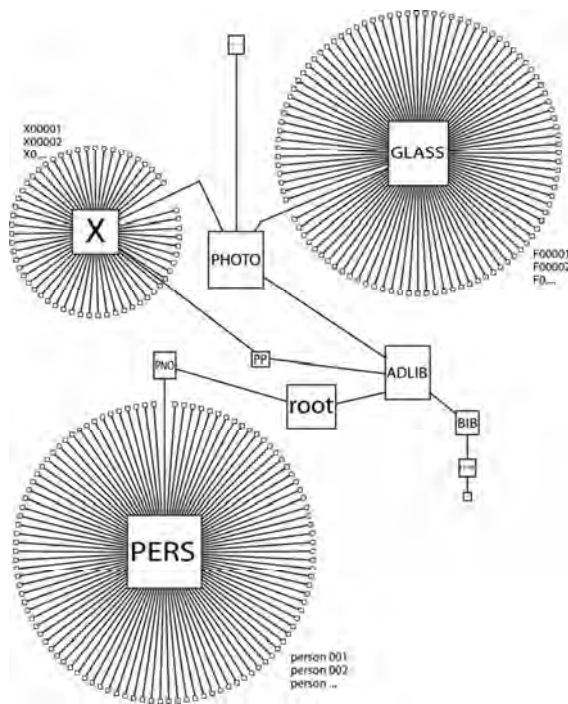 X00001
X00002
X0...
GLASS
X
F00001
F00002
F0...
PHOTO
PP
PNO
ADLIB
root
BIB
PERS
person 001
person 002
person ...